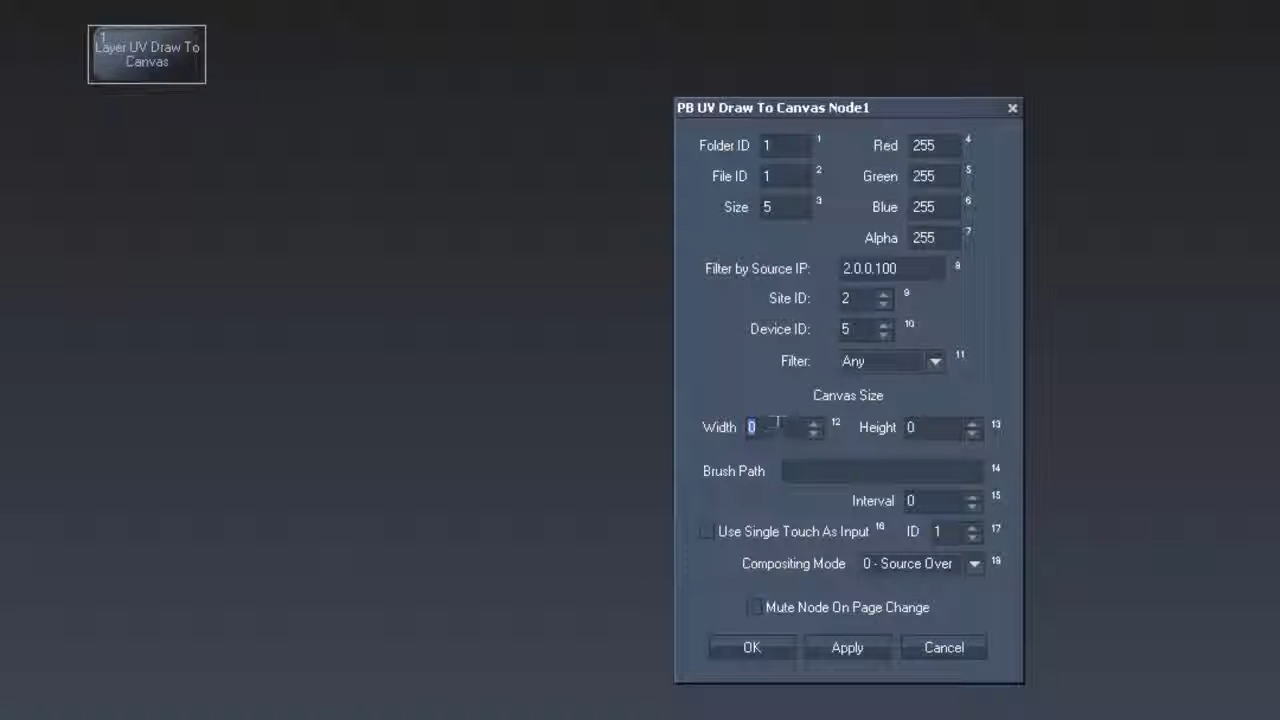 1
Layer UV Draw To
Canvas
PB UV Draw To Canvas Node1
Folder ID 1 1 Red 255 4
File ID 1 2 Green 255 5
Size 5 3 Blue 255 6
Alpha 255 7
Filter by Source IP: 2.0.0.100 8
Site ID: 2 9
Device ID: 5 10
Filter: Any 11
Canvas Size
Width 0 12 Height 0 13
Brush Path 14
Interval 0 15
Use Single Touch As Input 16 ID 1 17
Compositing Mode 0 - Source Over 18
Mute Node On Page Change
OK Apply Cancel